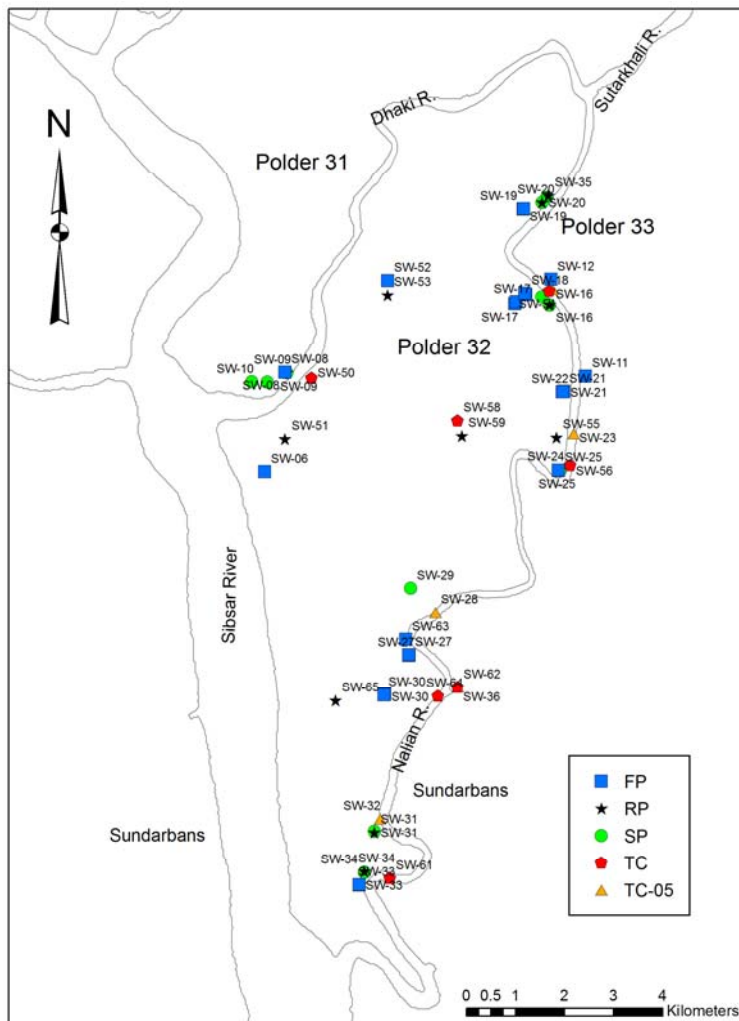 Sutarkhali R.
Dhaki R.
N
Polder 31
SW-35
SW-20
SW-19
SW-20
SW-19
Polder 33
SW-52
SW-53
SW-12
SW-18
SW-17
SW-16
SW-17
SW-16
Polder 32
SW-09
SW-08
SW-10
SW-50
SW-08
SW-09
SW-11
SW-22
SW-21
SW-21
SW-58
SW-59
SW-55
SW-23
SW-51
SW-06
SW-24
SW-25
SW-56
SW-25
SW-29
SW-28
SW-63
SW-27
SW-27
Sibsar River
SW-62
SW-30
SW-65
SW-30
SW-36
Nalian R.
Sundarbans
SW-32
SW-31
SW-31
Sundarbans
SW-34
SW-34
SW-61
SW-33
FP
RP
SP
TC
TC-05
0 0.5 1 2 3 4
Kilometers